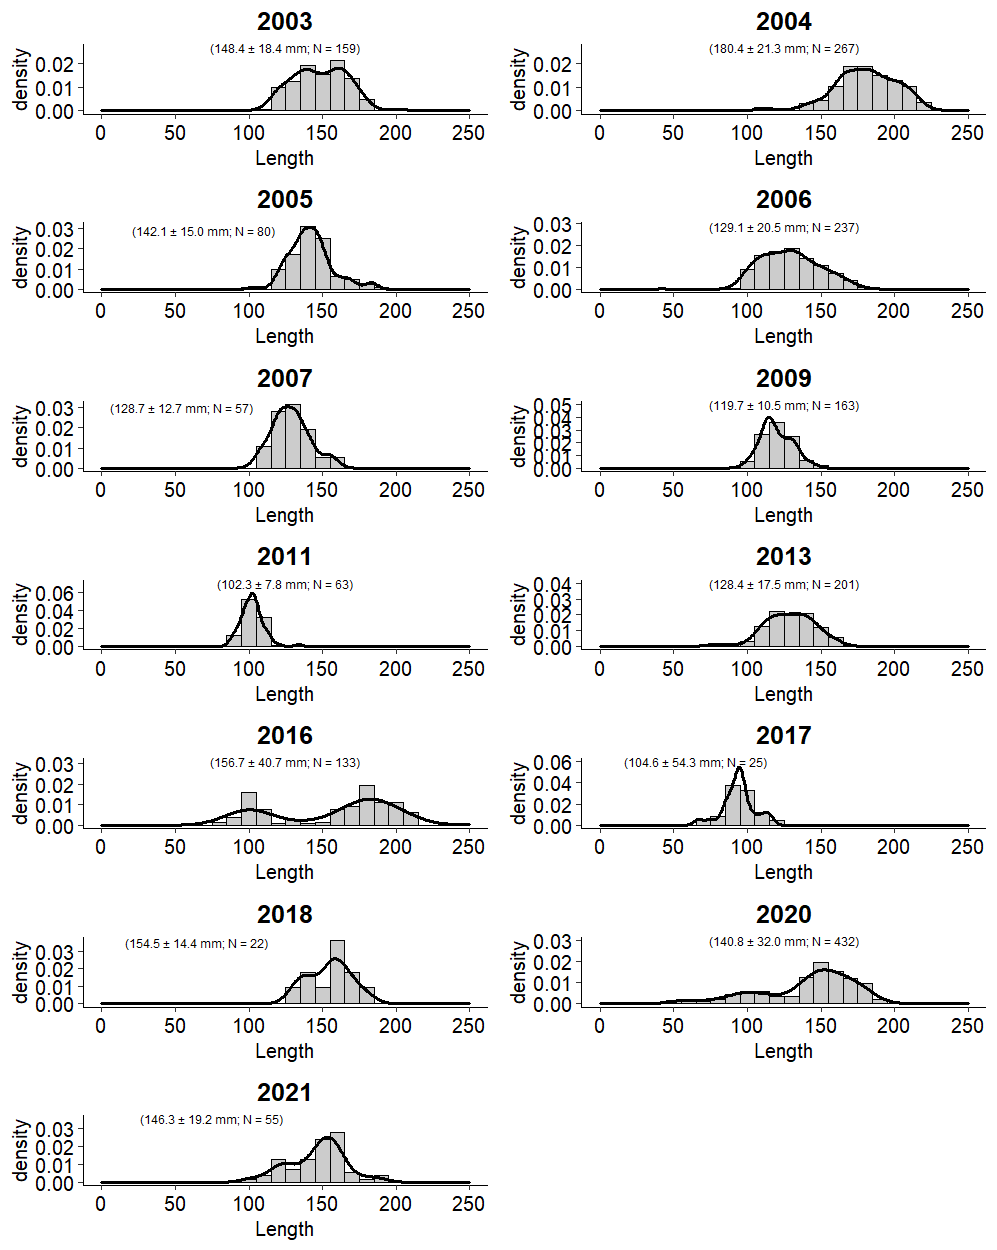 2003
(148.4 ± 18.4 mm; N = 159)
density
0.02
0.01
0.00
0 50 100 150 200 250
Length
2004
(180.4 ± 21.3 mm; N = 267)
density
0.02
0.01
0.00
0 50 100 150 200 250
Length
2005
(142.1 ± 15.0 mm; N = 80)
density
0.03
0.02
0.01
0.00
0 50 100 150 200 250
Length
2006
(129.1 ± 20.5 mm; N = 237)
density
0.03
0.02
0.01
0.00
0 50 100 150 200 250
Length
2007
(128.7 ± 12.7 mm; N = 57)
density
0.03
0.02
0.01
0.00
0 50 100 150 200 250
Length
2009
(119.7 ± 10.5 mm; N = 163)
density
0.05
0.04
0.03
0.02
0.01
0.00
0 50 100 150 200 250
Length
2011
(102.3 ± 7.8 mm; N = 63)
density
0.06
0.04
0.02
0.00
0 50 100 150 200 250
Length
2013
(128.4 ± 17.5 mm; N = 201)
density
0.04
0.03
0.02
0.01
0.00
0 50 100 150 200 250
Length
2016
(156.7 ± 40.7 mm; N = 133)
density
0.03
0.02
0.01
0.00
0 50 100 150 200 250
Length
2017
(104.6 ± 54.3 mm; N = 25)
density
0.06
0.04
0.02
0.00
0 50 100 150 200 250
Length
2018
(154.5 ± 14.4 mm; N = 22)
density
0.03
0.02
0.01
0.00
0 50 100 150 200 250
Length
2020
(140.8 ± 32.0 mm; N = 432)
density
0.03
0.02
0.01
0.00
0 50 100 150 200 250
Length
2021
(146.3 ± 19.2 mm; N = 55)
density
0.03
0.02
0.01
0.00
0 50 100 150 200 250
Length